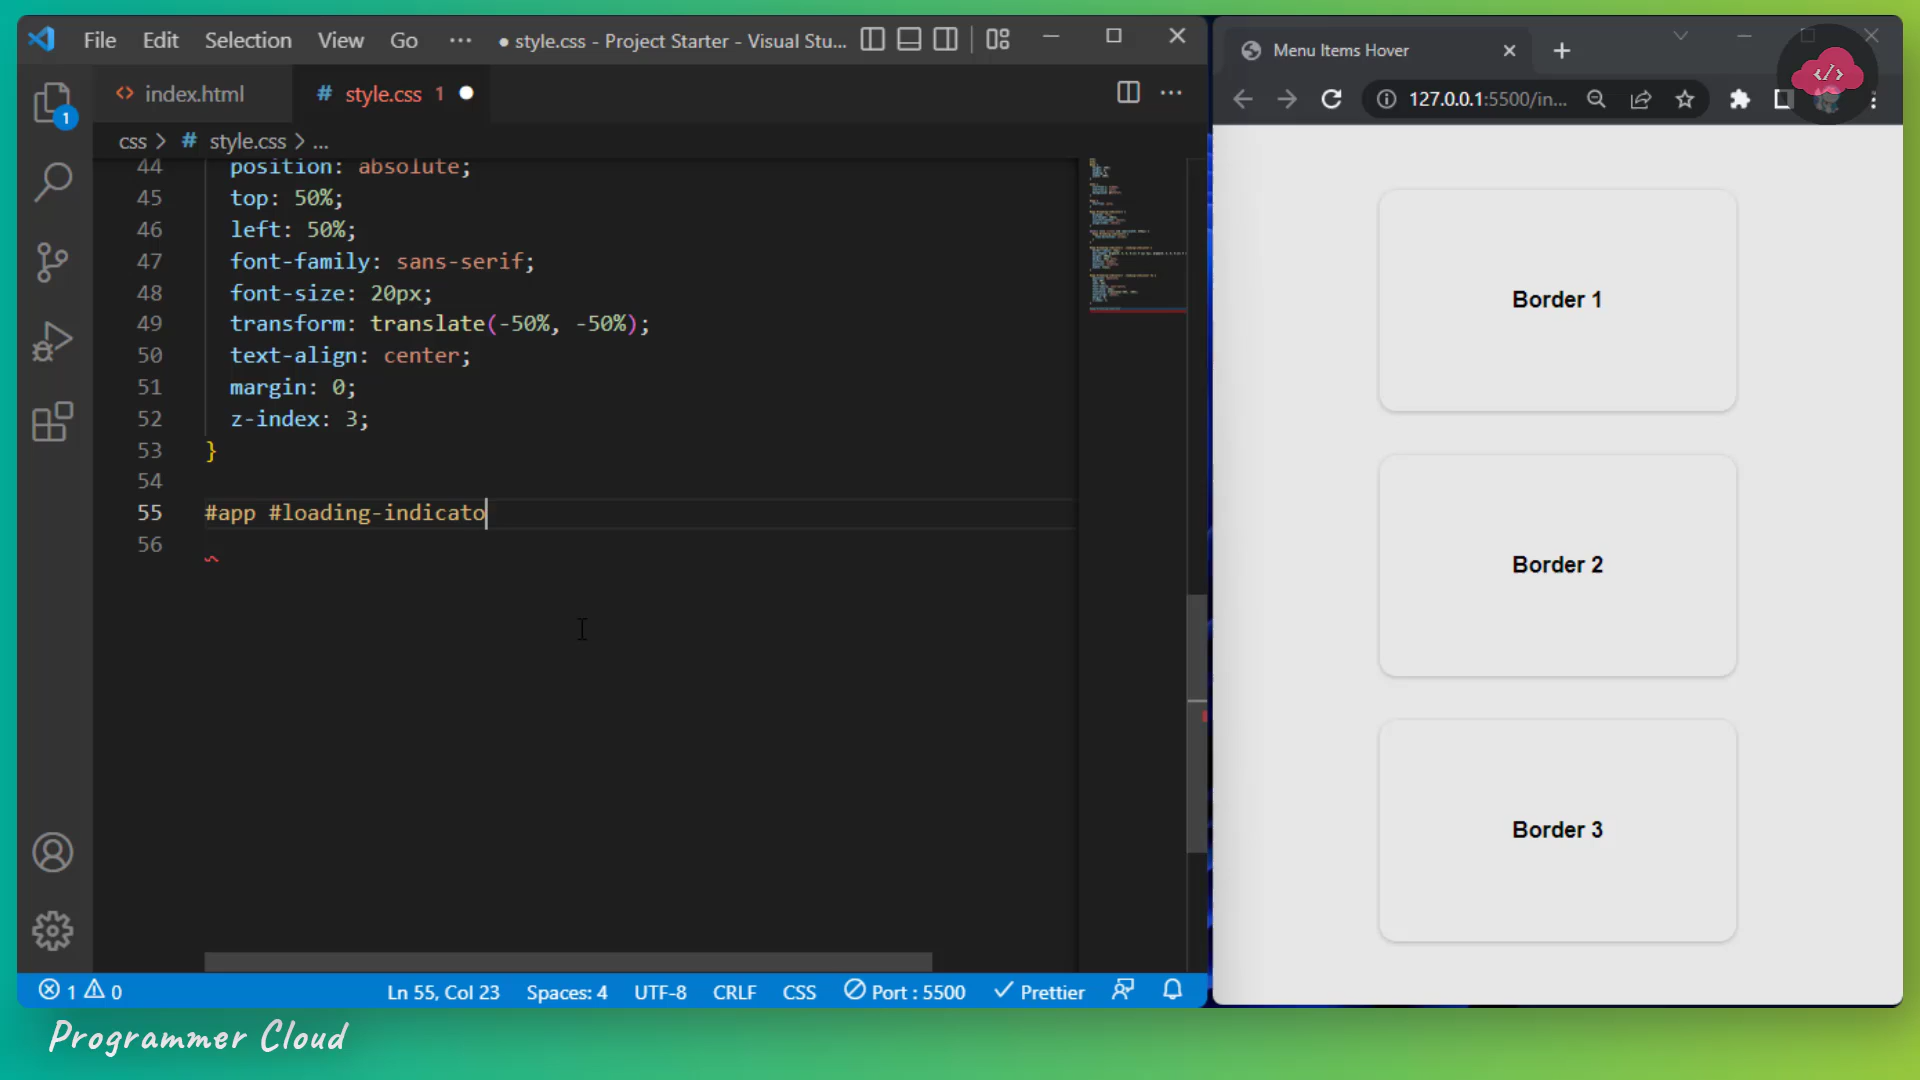 File Edit Selection View Go ··· ● style.css - Project Starter - Visual Stu...
index.html
# style.css 1
css > # style.css > ...
44 position: absolute;
45 top: 50%;
46 left: 50%;
47 font-family: sans-serif;
48 font-size: 20px;
49 transform: translate(-50%, -50%);
50 text-align: center;
51 margin: 0;
52 z-index: 3;
53 }
54
55 #app #loading-indicato
56
1
1 0
Ln 55, Col 23 Spaces: 4 UTF-8 CRLF CSS Port : 5500 Prettier
Menu Items Hover
127.0.0.1:5500/in...
</>
Border 1
Border 2
Border 3
Programmer Cloud